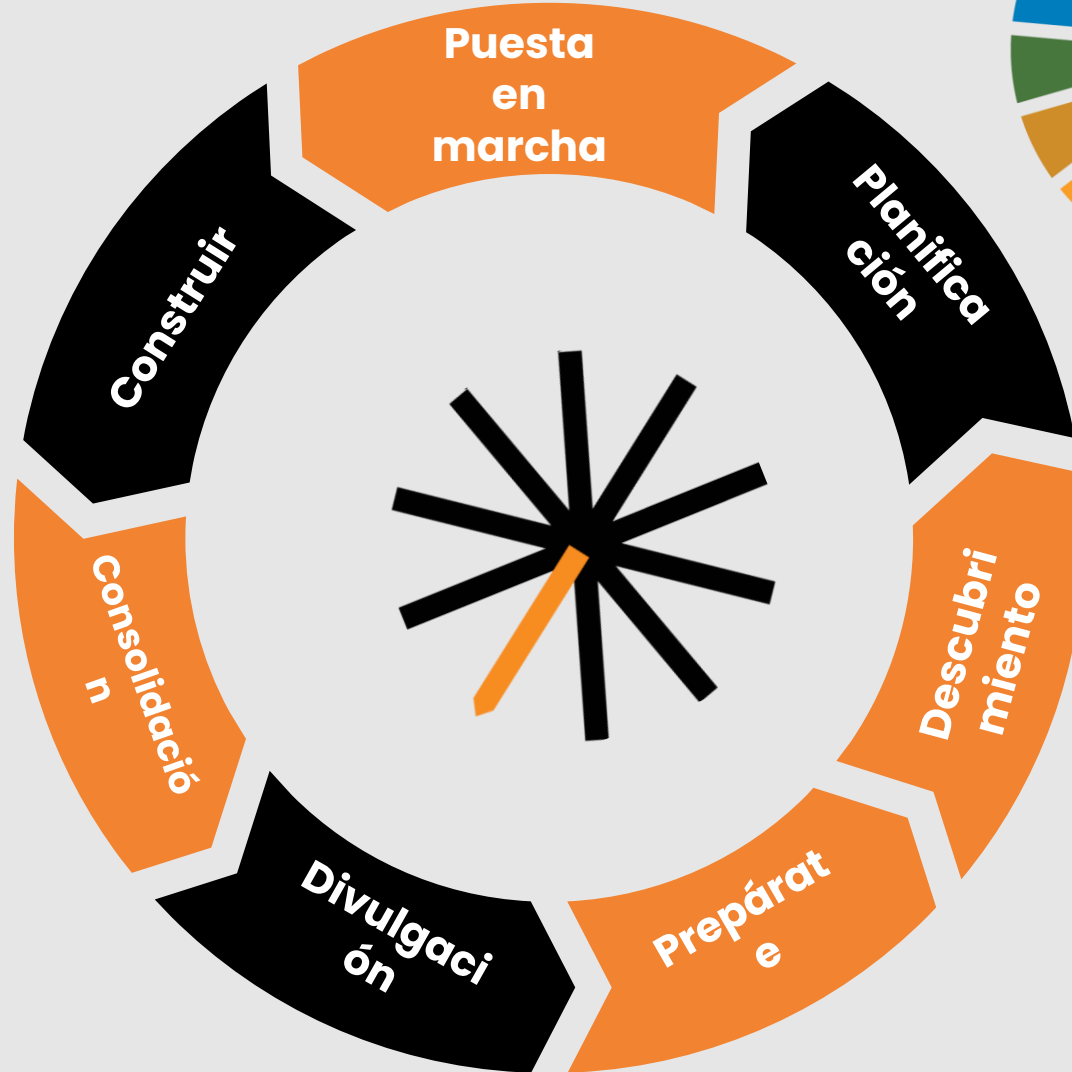 Puesta
en
marcha
Planifica
ción
Descubri
miento
Prepárat
e
Divulgaci
ón
Consolidació
n
Construir